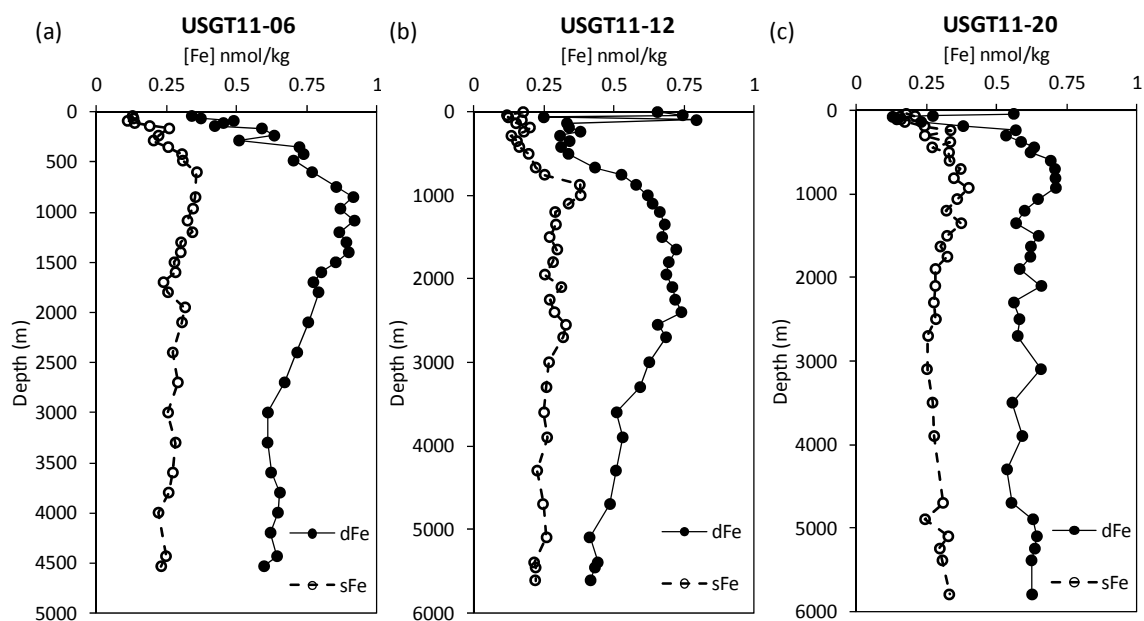 (a) USGT11-06
[Fe] nmol/kg
0 0.25 0.5 0.75 1
0
500
1000
1500
2000
2500
3000
3500
4000
4500
5000
Depth (m)
dFe
sFe
(b) USGT11-12
[Fe] nmol/kg
0 0.25 0.5 0.75 1
0
1000
2000
3000
4000
5000
6000
Depth (m)
dFe
sFe
(c) USGT11-20
[Fe] nmol/kg
0 0.25 0.5 0.75 1
0
1000
2000
3000
4000
5000
6000
Depth (m)
dFe
sFe